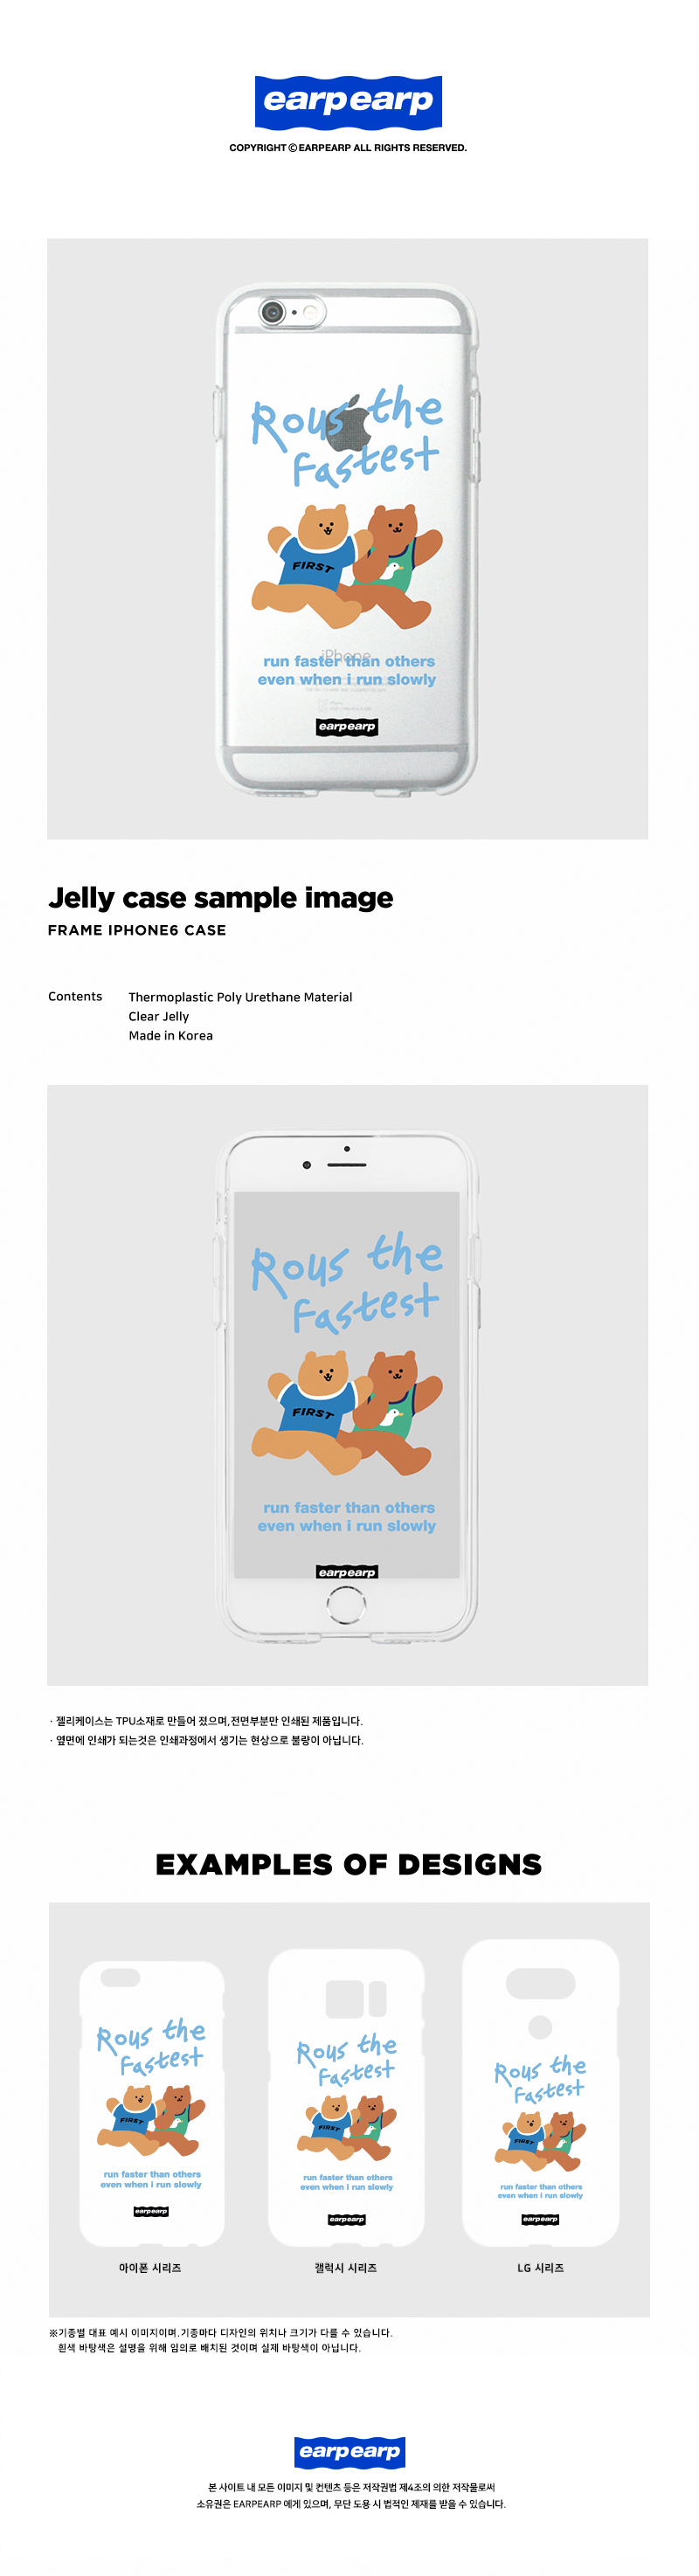 earpearp
COPYRIGHT © EARPEARP ALL RIGHTS RESERVED.
Rous the
fastest
FIRST
iPhone
run faster than others
even when i run slowly
earpearp
Jelly case sample image
FRAME IPHONE6 CASE
Contents
Thermoplastic Poly Urethane Material
Clear Jelly
Made in Korea
Rous the
fastest
FIRST
run faster than others
even when i run slowly
earpearp
· 젤리케이스는 TPU소재로 만들어 졌으며,전면부분만 인쇄된 제품입니다.
· 옆면에 인쇄가 되는것은 인쇄과정에서 생기는 현상으로 불량이 아닙니다.
EXAMPLES OF DESIGNS
Rous the
fastest
FIRST
run faster than others
even when i run slowly
earpearp
아이폰 시리즈
Rous the
fastest
FIRST
run faster than others
even when i run slowly
earpearp
갤럭시 시리즈
Rous the
fastest
FIRST
run faster than others
even when i run slowly
earpearp
LG 시리즈
※기종별 대표 예시 이미지이며.기종마다 디자인의 위치나 크기가 다를 수 있습니다.
흰색 바탕색은 설명을 위해 임의로 배치된 것이며 실제 바탕색이 아닙니다.
earpearp
본 사이트 내 모든 이미지 및 컨텐츠 등은 저작권법 제4조의 의한 저작물로써
소유권은 EARPEARP 에게 있으며, 무단 도용 시 법적인 제재를 받을 수 있습니다.